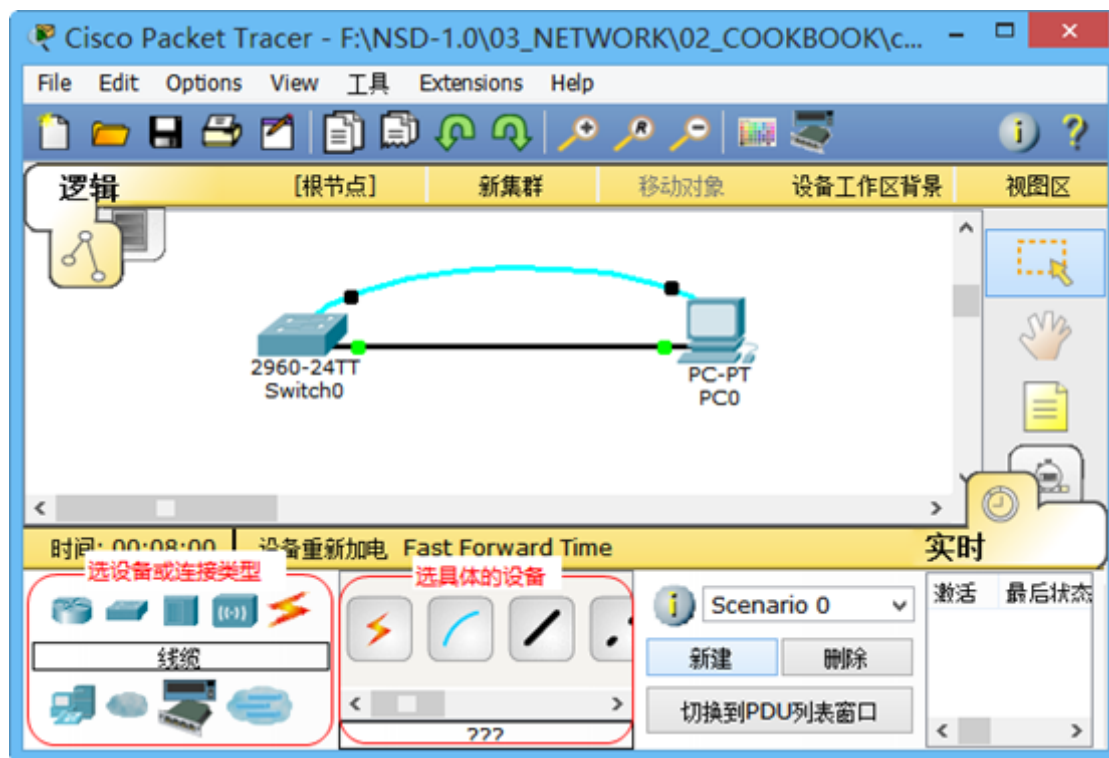 Cisco Packet Tracer - F:\NSD-1.0\03_NETWORK\02_COOKBOOK\c...
File Edit Options View 工具 Extensions Help
逻辑 [根节点] 新集群 移动对象 设备工作区背景 视图区
2960-24TT
Switch0
PC-PT
PC0
时间: 00:08:00 设备重新加电 Fast Forward Time 实时
选设备或连接类型
选具体的设备
线缆
???
Scenario 0
新建 删除
切换到PDU列表窗口
激活 最后状态